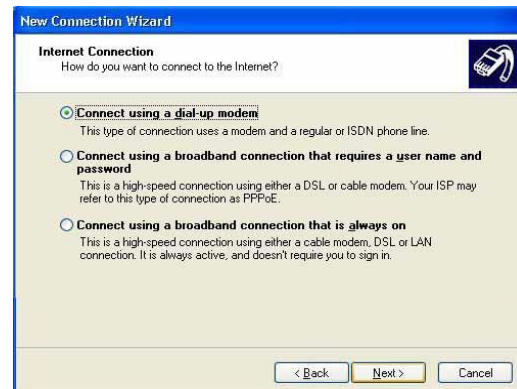 New Connection Wizard
Internet Connection
How do you want to connect to the Internet?
Connect using a dial-up modem
This type of connection uses a modem and a regular or ISDN phone line.
Connect using a broadband connection that requires a user name and
password
This is a high-speed connection using either a DSL or cable modem. Your ISP may
refer to this type of connection as PPPoE.
Connect using a broadband connection that is always on
This is a high-speed connection using either a cable modem, DSL or LAN
connection. It is always active, and doesn't require you to sign in.
< Back
Next >
Cancel